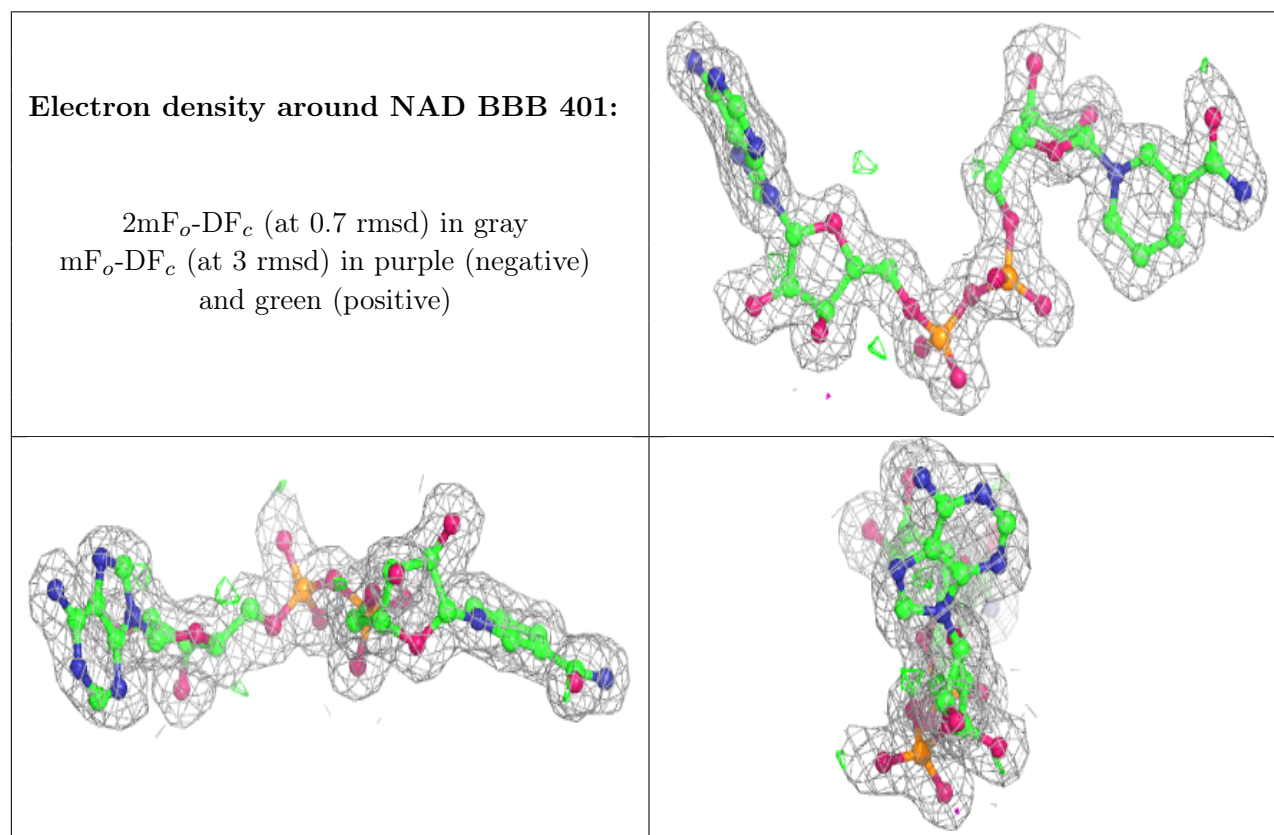 Electron density around NAD BBB 401:
2mFo-DFc (at 0.7 rmsd) in gray
mFo-DFc (at 3 rmsd) in purple (negative)
and green (positive)